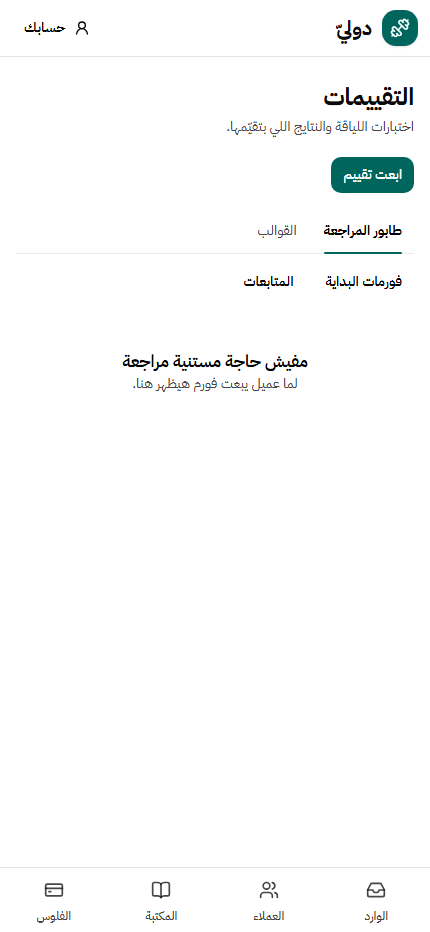 دوليّ
حسابك
التقييمات
اختبارات اللياقة والنتايج اللي بتقيّمها.
ابعت تقييم
طابور المراجعة
القوالب
فورمات البداية
المتابعات
مفيش حاجة مستنية مراجعة
لما عميل يبعت فورم هيظهر هنا.
الوارد
العملاء
المكتبة
الفلوس